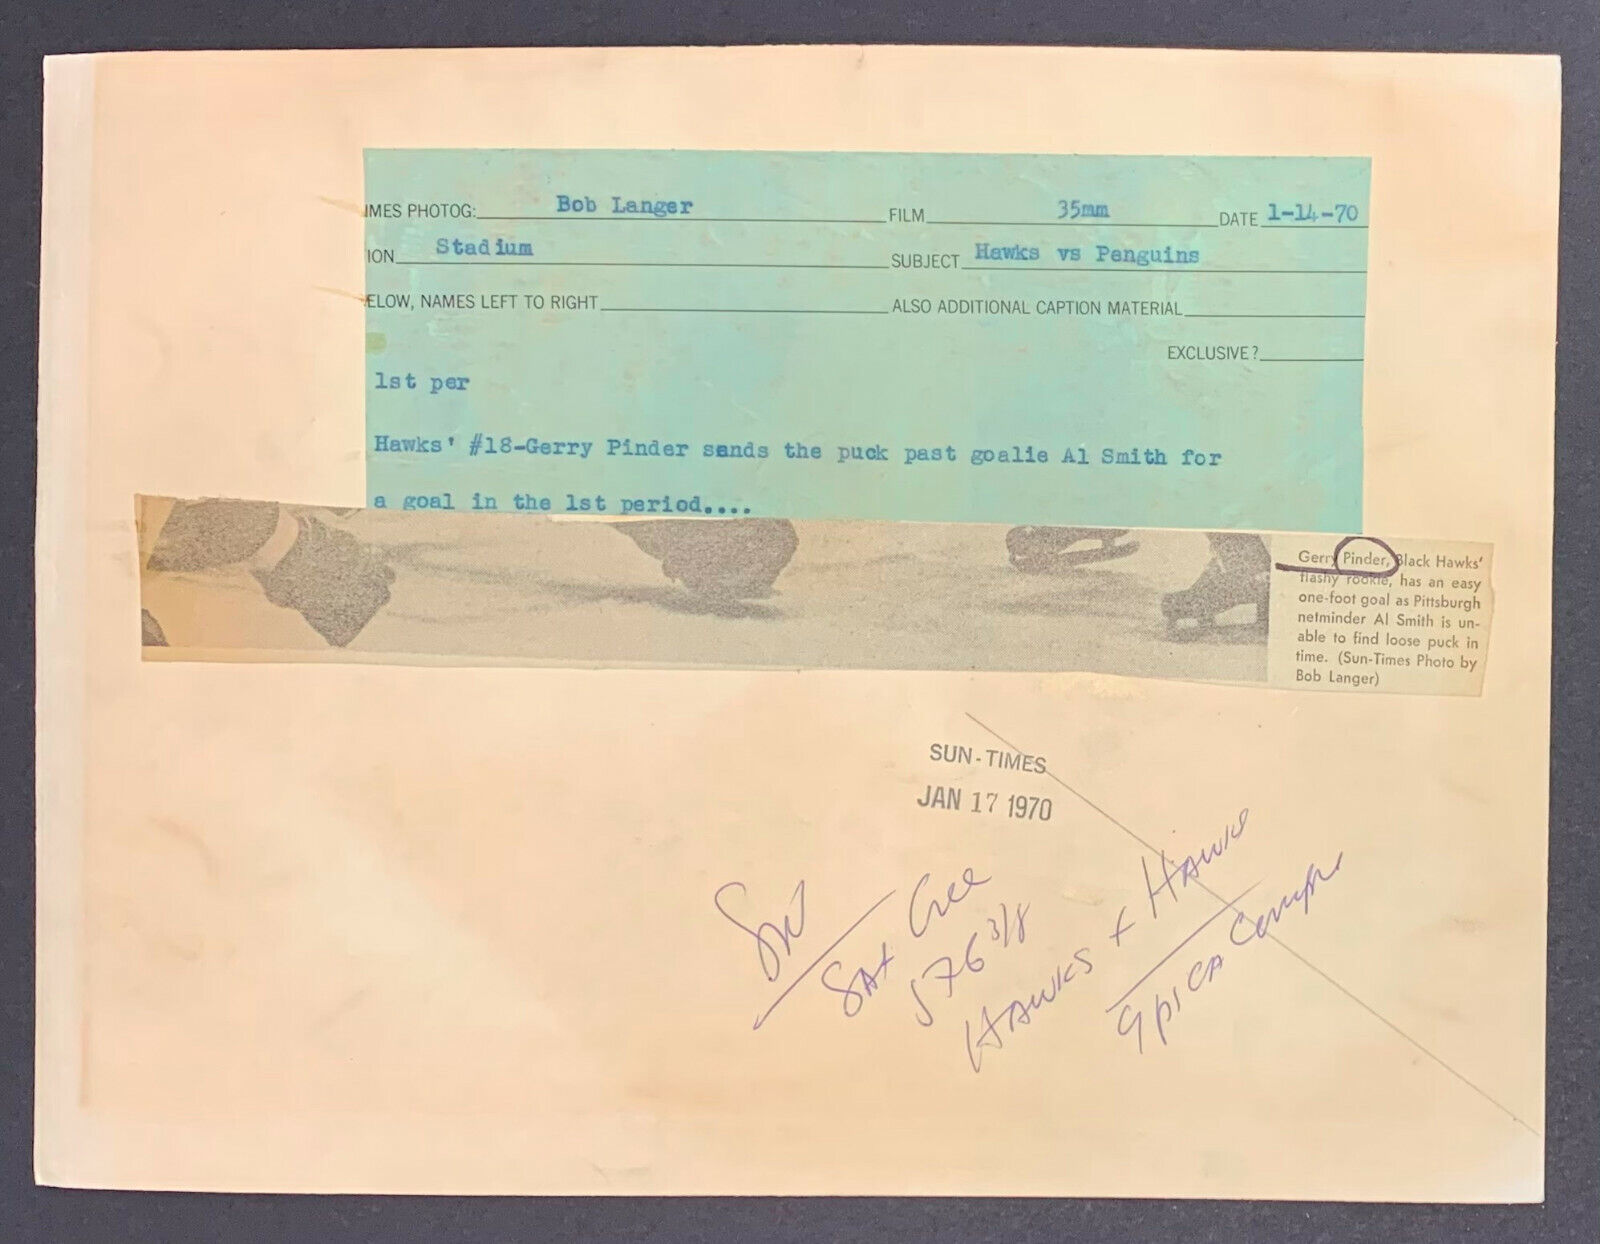 IMES PHOTOG: Bob Langer FILM 35mm DATE 1-14-70
ION Stadium SUBJECT Hawks vs Penguins
ELOW, NAMES LEFT TO RIGHT ALSO ADDITIONAL CAPTION MATERIAL
EXCLUSIVE?
1st per
Hawks' #18-Gerry Pinder sends the puck past goalie Al Smith for
a goal in the 1st period....
Gerry Pinder, Black Hawks'
flashy rookie, has an easy
one-foot goal as Pittsburgh
netminder Al Smith is un-
able to find loose puck in
time. (Sun-Times Photo by
Bob Langer)
SUN-TIMES
JAN 17 1970
SAX
576 3/8
HAWKS + HAWKS